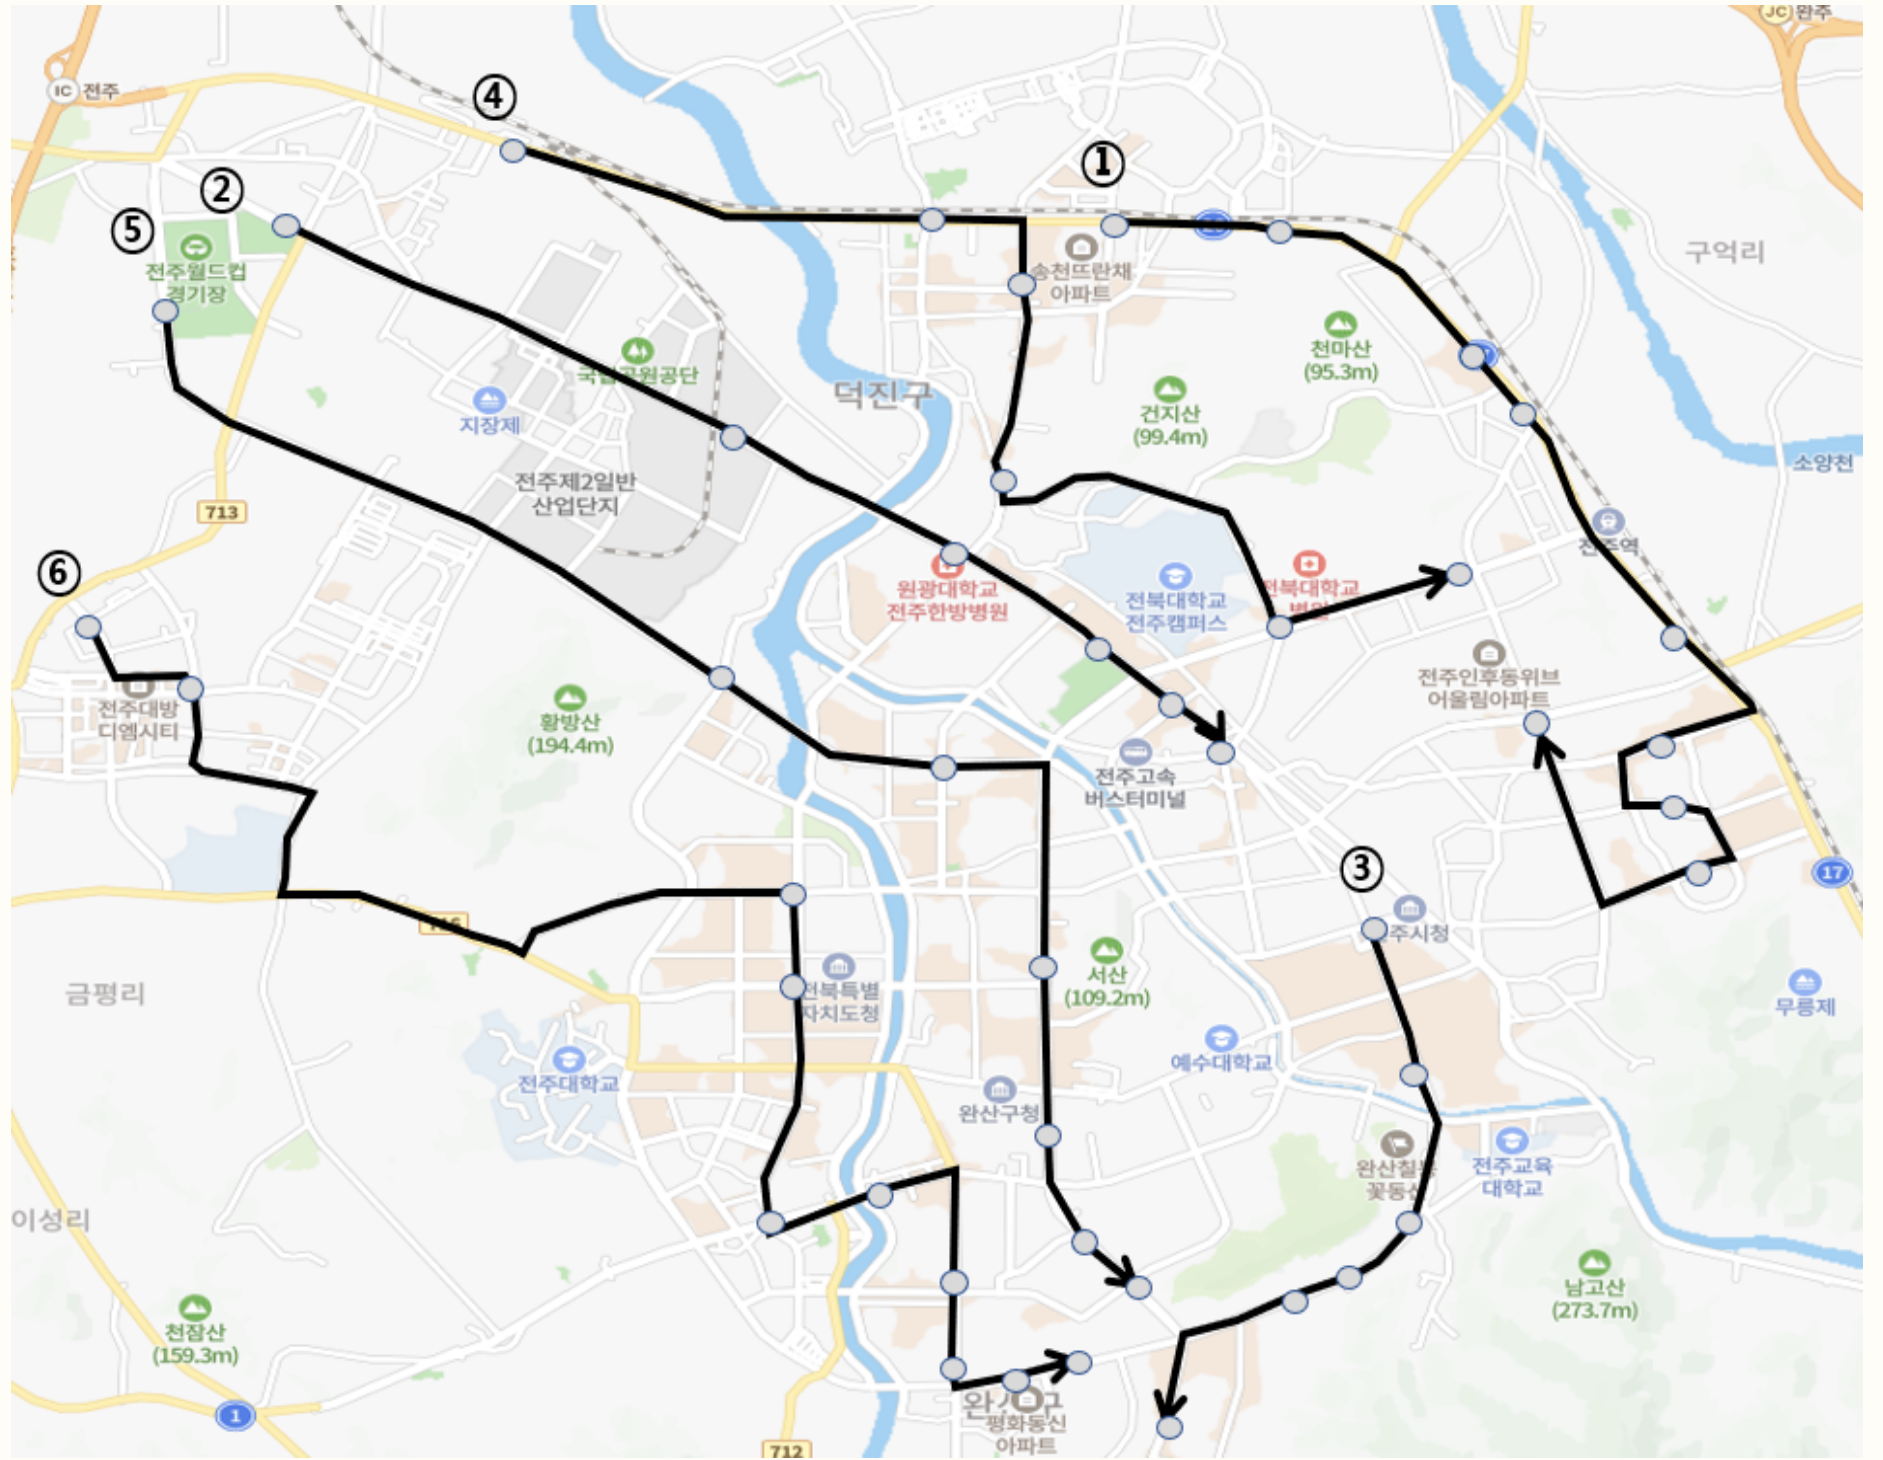 JC 완주
IC 전주
④
①
②
⑤
구억리
전주월드컵
경기장
송천뜨란채
아파트
천마산
(95.3m)
국립공원공단
덕진구
지장제
건지산
(99.4m)
소양천
전주제2일반
산업단지
713
전주역
⑥
원광대학교
전주한방병원
전북대학교
전주캠퍼스
전북대학교
병원
전주인후동위브
어울림아파트
전주대방
디엠시티
황방산
(194.4m)
전주고속
버스터미널
③
17
전주시청
716
금평리
전북특별
자치도청
서산
(109.2m)
무릉제
예수대학교
전주대학교
완산구청
완산칠봉
꽃동산
전주교육
대학교
이성리
남고산
(273.7m)
천잠산
(159.3m)
1
완산구
평화동신
아파트
712